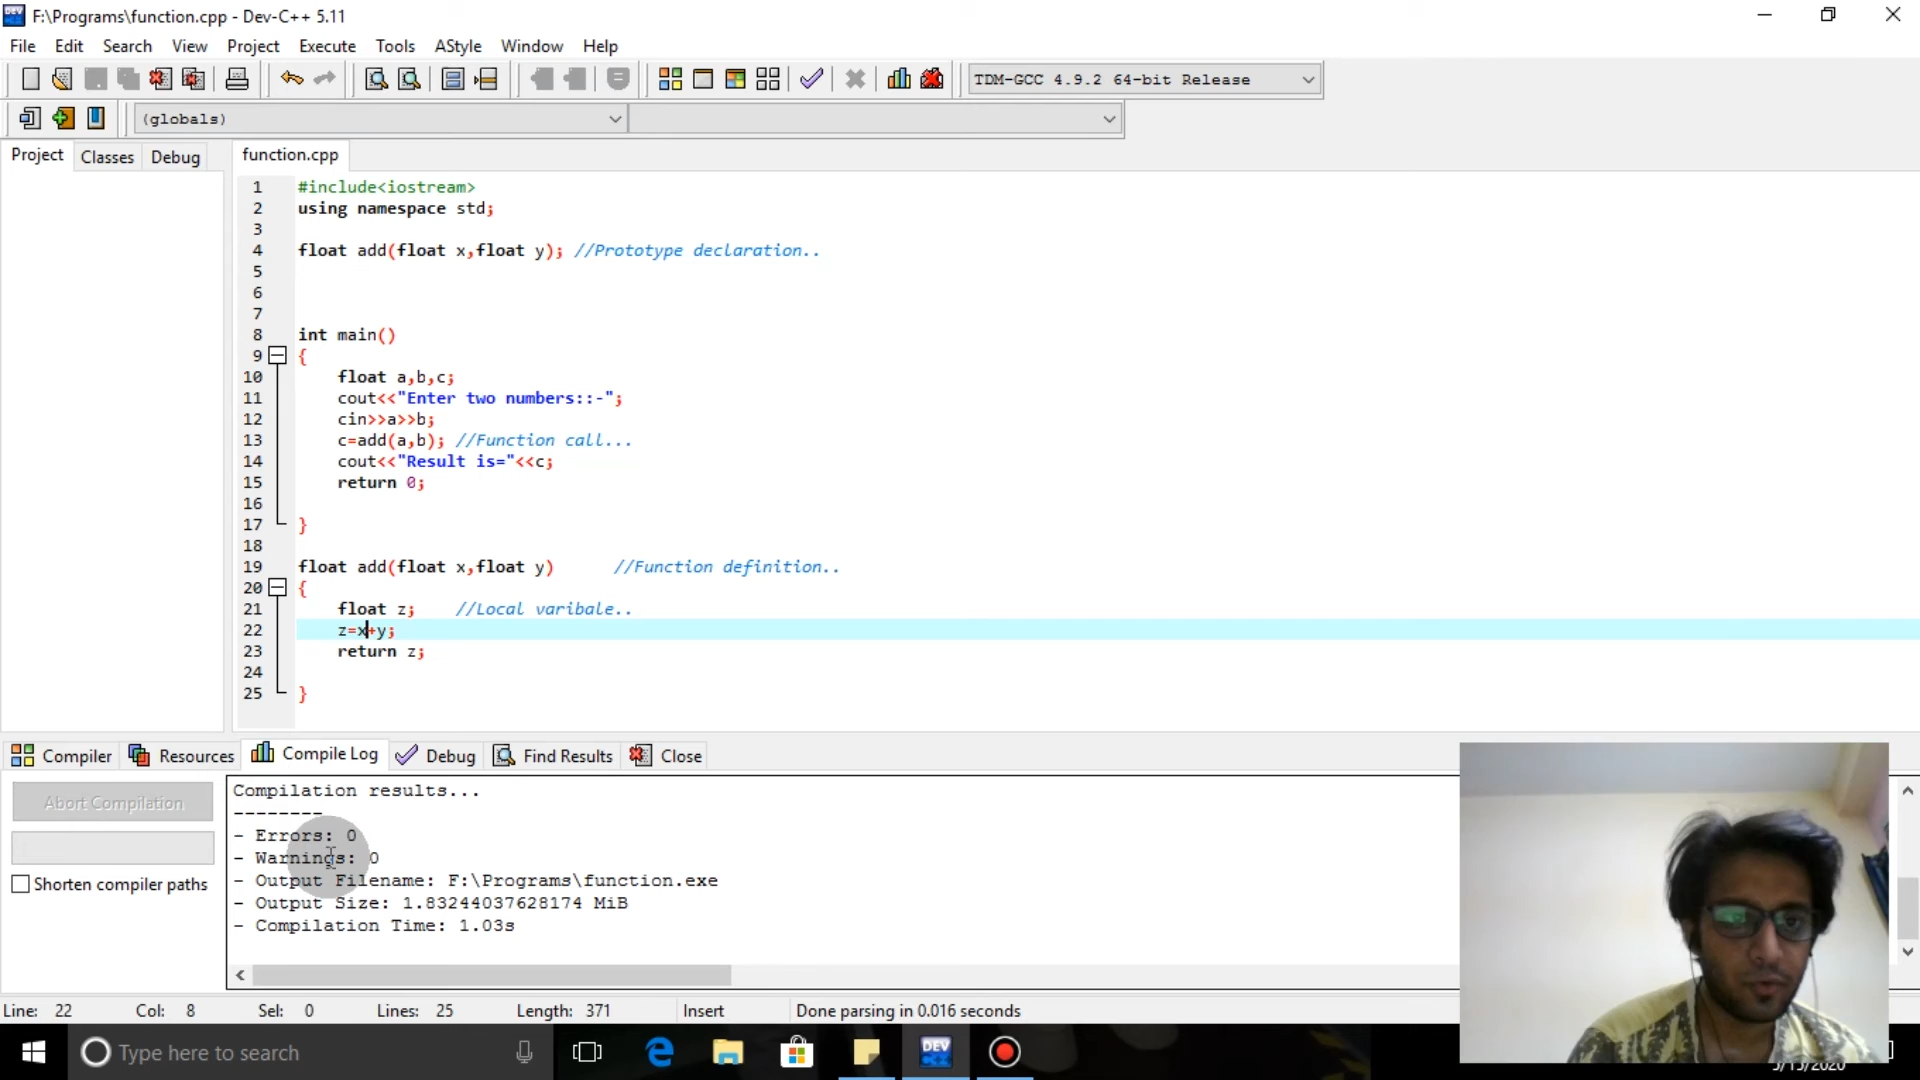 F:\Programs\function.cpp - Dev-C++ 5.11
File Edit Search View Project Execute Tools AStyle Window Help
TDM-GCC 4.9.2 64-bit Release
(globals)
Project Classes Debug function.cpp
1 #include<iostream>
2 using namespace std;
3
4 float add(float x,float y); //Prototype declaration..
5
6
7
8 int main()
9 {
10 float a,b,c;
11 cout<<"Enter two numbers::-";
12 cin>>a>>b;
13 c=add(a,b); //Function call...
14 cout<<"Result is="<<c;
15 return 0;
16
17 }
18
19 float add(float x,float y) //Function definition..
20 {
21 float z; //Local varibale..
22 z=x+y;
23 return z;
24
25 }
Compiler Resources Compile Log Debug Find Results Close
Abort Compilation
Shorten compiler paths
Compilation results...
--------
- Errors: 0
- Warnings: 0
- Output Filename: F:\Programs\function.exe
- Output Size: 1.83244037628174 MiB
- Compilation Time: 1.03s
Line: 22 Col: 8 Sel: 0 Lines: 25 Length: 371 Insert Done parsing in 0.016 seconds
Type here to search
DEV C++